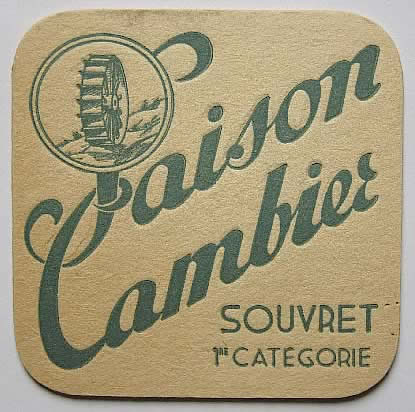 Saison
Cambier
SOUVRET
1RE CATEGORIE